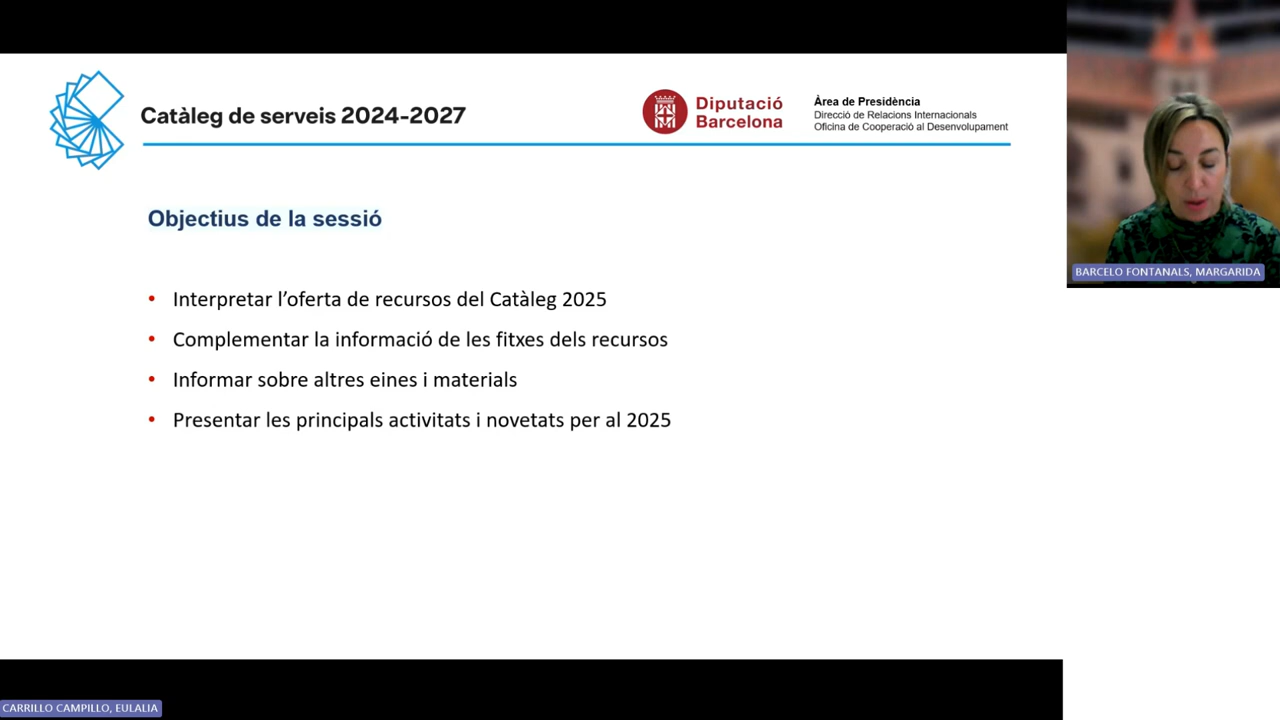 Catàleg de serveis 2024-2027
Diputació
Barcelona
Àrea de Presidència
Direcció de Relacions Internacionals
Oficina de Cooperació al Desenvolupament
Objectius de la sessió
• Interpretar l’oferta de recursos del Catàleg 2025
• Complementar la informació de les fitxes dels recursos
• Informar sobre altres eines i materials
• Presentar les principals activitats i novetats per al 2025
BARCELO FONTANALS, MARGARIDA
CARRILLO CAMPILLO, EULALIA